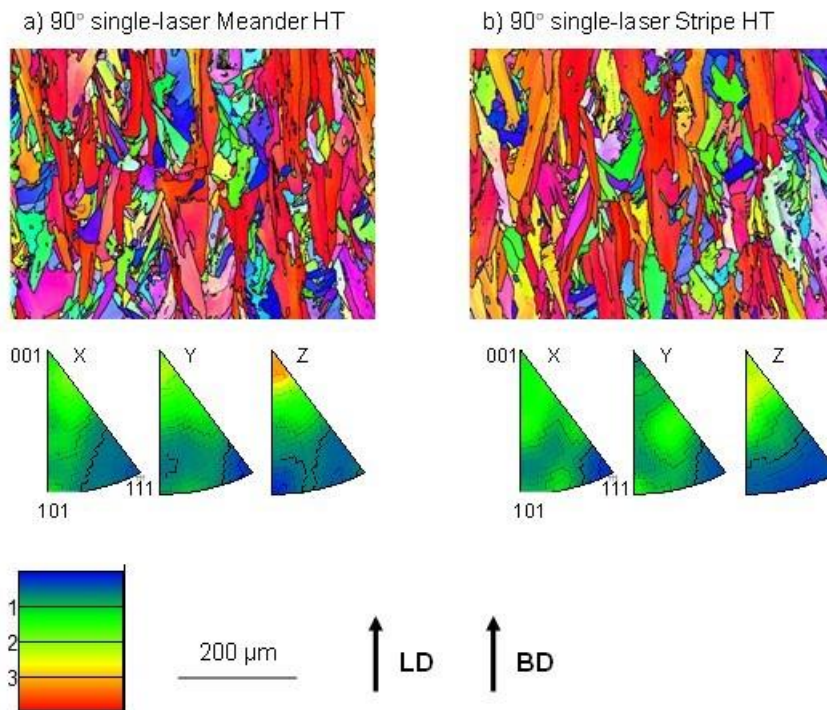 a) 90° single-laser Meander HT
b) 90° single-laser Stripe HT
001 X Y Z
101 111
001 X Y Z
101 111
1
2
3
200 µm
LD
BD